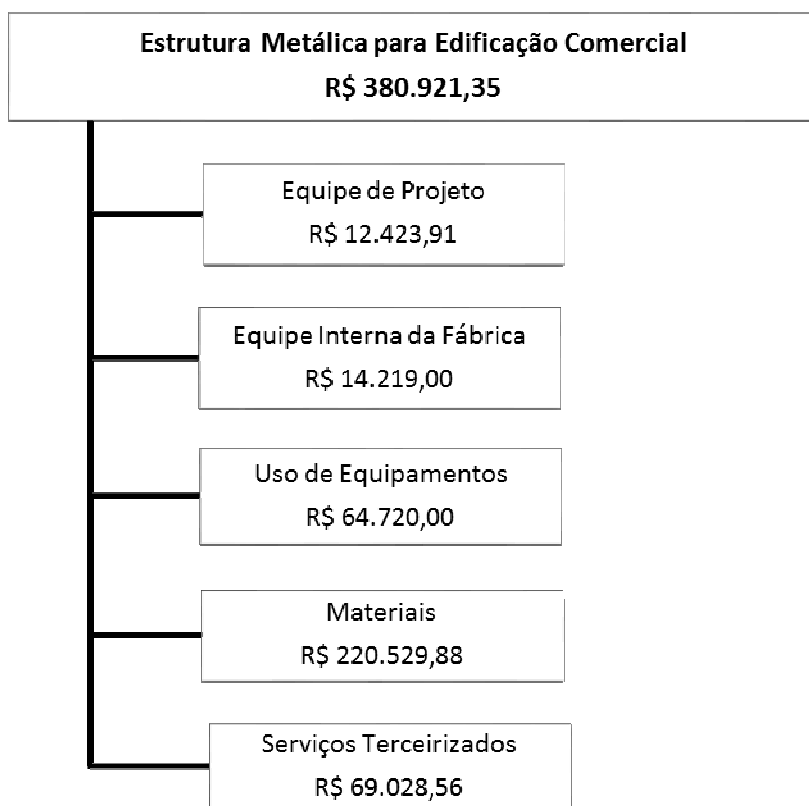 Estrutura Metálica para Edificação Comercial
R$ 380.921,35
Equipe de Projeto
R$ 12.423,91
Equipe Interna da Fábrica
R$ 14.219,00
Uso de Equipamentos
R$ 64.720,00
Materiais
R$ 220.529,88
Serviços Terceirizados
R$ 69.028,56